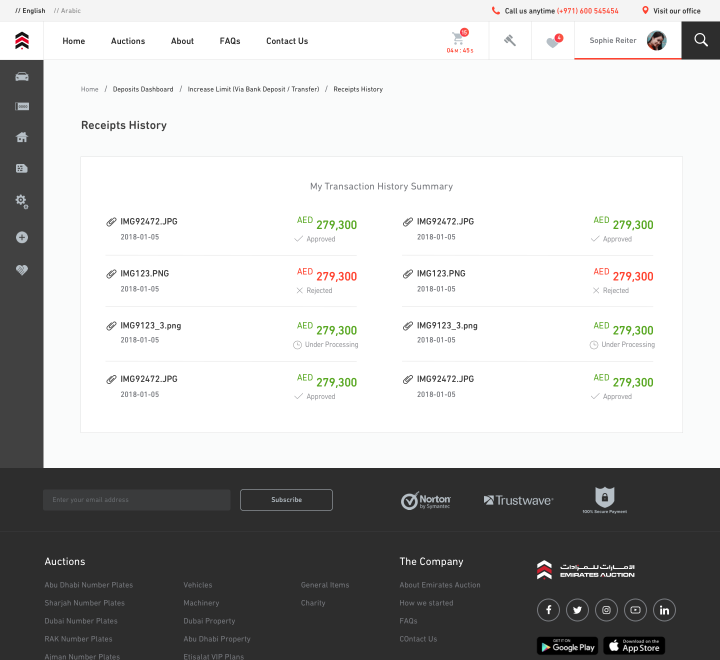 // English // Arabic
Call us anytime (+971) 600 545454
Visit our office
Home Auctions About FAQs Contact Us
15
04M : 45S
4
Sophie Reiter
Home / Deposits Dashboard / Increase Limit (Via Bank Deposit / Transfer) / Receipts History
Receipts History
My Transaction History Summary
IMG92472.JPG AED 279,300
2018-01-05 Approved
IMG92472.JPG AED 279,300
2018-01-05 Approved
IMG123.PNG AED 279,300
2018-01-05 Rejected
IMG123.PNG AED 279,300
2018-01-05 Rejected
IMG9123_3.png AED 279,300
2018-01-05 Under Processing
IMG9123_3.png AED 279,300
2018-01-05 Under Processing
IMG92472.JPG AED 279,300
2018-01-05 Approved
IMG92472.JPG AED 279,300
2018-01-05 Approved
Enter your email address
Subscribe
Norton
by Symantec
Trustwave
100% Secure Payment
Auctions
Abu Dhabi Number Plates
Sharjah Number Plates
Dubai Number Plates
RAK Number Plates
Ajman Number Plates
Vehicles
Machinery
Dubai Property
Abu Dhabi Property
Etisalat VIP Plans
General Items
Charity
The Company
About Emirates Auction
How we started
FAQs
COntact Us
الإمارات للمزادات
EMIRATES AUCTION
GET IT ON
Google Play
Download on the
App Store